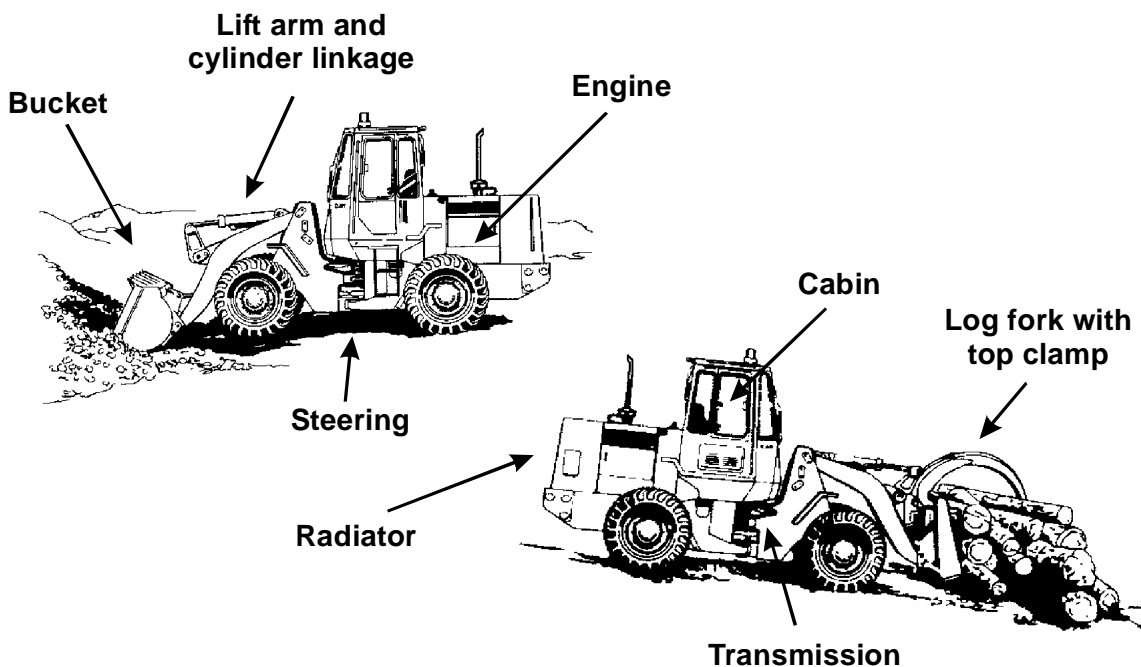 Lift arm and
cylinder linkage
Bucket
Engine
Steering
Cabin
Log fork with
top clamp
Radiator
Transmission